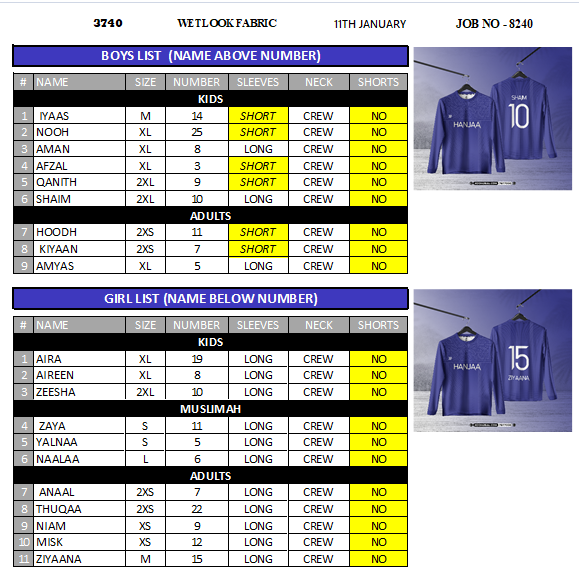 3740 WETLOOK FABRIC 11TH JANUARY JOB NO - 8240
BOYS LIST (NAME ABOVE NUMBER)
# NAME SIZE NUMBER SLEEVES NECK SHORTS
KIDS
1 IYAAS M 14 SHORT CREW NO
2 NOOH XL 25 SHORT CREW NO
3 AMAN XL 8 LONG CREW NO
4 AFZAL XL 3 SHORT CREW NO
5 QANITH 2XL 9 SHORT CREW NO
6 SHAIM 2XL 10 LONG CREW NO
ADULTS
7 HOODH 2XS 11 SHORT CREW NO
8 KIYAAN 2XS 7 SHORT CREW NO
9 AMYAS XL 5 LONG CREW NO
HANJAA
SHAIM
10
GIRL LIST (NAME BELOW NUMBER)
# NAME SIZE NUMBER SLEEVES NECK SHORTS
KIDS
1 AIRA XL 19 LONG CREW NO
2 AIREEN XL 8 LONG CREW NO
3 ZEESHA 2XL 10 LONG CREW NO
MUSLIMAH
4 ZAYA S 11 LONG CREW NO
5 YALNAA S 5 LONG CREW NO
6 NAALAA L 6 LONG CREW NO
ADULTS
7 ANAAL 2XS 7 LONG CREW NO
8 THUQAA 2XS 22 LONG CREW NO
9 NIAM XS 9 LONG CREW NO
10 MISK XS 12 LONG CREW NO
11 ZIYAANA M 15 LONG CREW NO
HANJAA
15
ZIYAANA